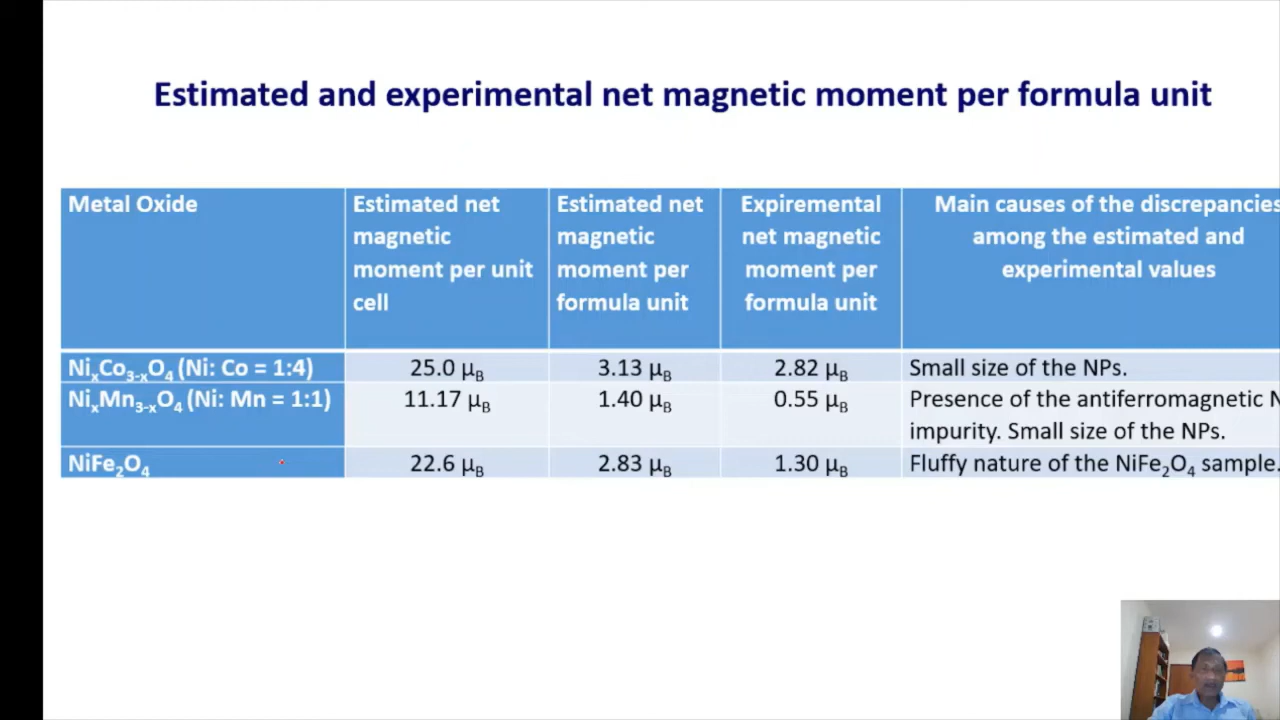 Estimated and experimental net magnetic moment per formula unit
Metal Oxide
Estimated net
magnetic
moment per unit
cell
Estimated net
magnetic
moment per
formula unit
Expiremental
net magnetic
moment per
formula unit
Main causes of the discrepancies
among the estimated and
experimental values
NiₓCo₃₋ₓO₄ (Ni: Co = 1:4)
25.0 μB
3.13 μB
2.82 μB
Small size of the NPs.
NiₓMn₃₋ₓO₄ (Ni: Mn = 1:1)
11.17 μB
1.40 μB
0.55 μB
Presence of the antiferromagnetic
impurity. Small size of the NPs.
NiFe₂O₄
22.6 μB
2.83 μB
1.30 μB
Fluffy nature of the NiFe₂O₄ sample.